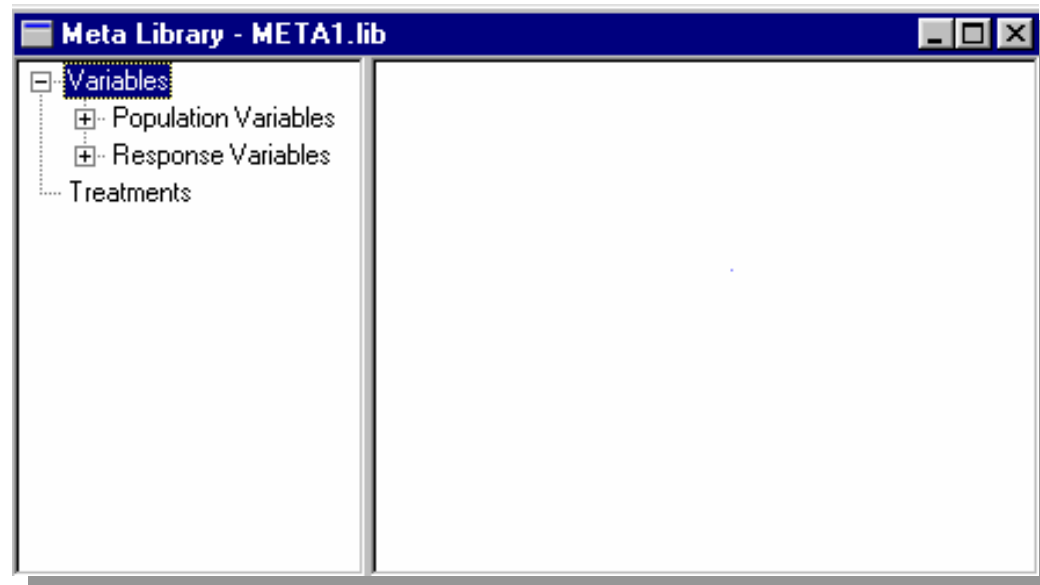 Meta Library - META1.lib
Variables
Population Variables
Response Variables
Treatments